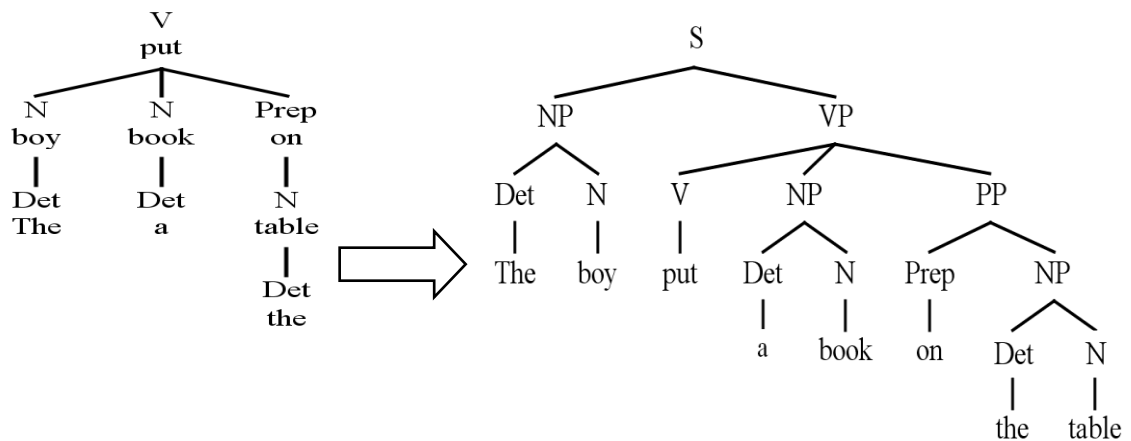 V
put
N N Prep
boy book on
Det Det N
The a table
Det
the
S
NP VP
Det N V NP PP
The boy put Det N Prep NP
a book on Det N
the table